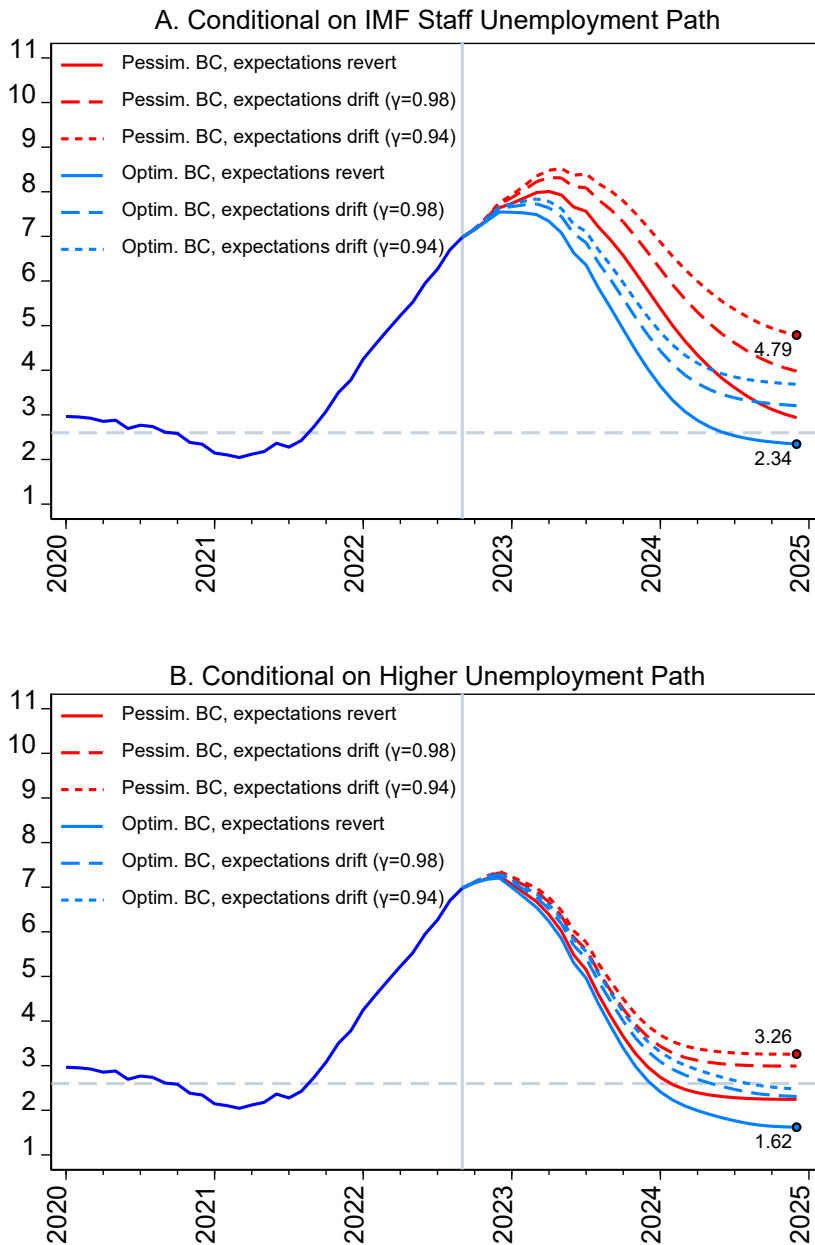 A. Conditional on IMF Staff Unemployment Path
11
10
9
8
7
6
5
4
3
2
1
Pessim. BC, expectations revert
Pessim. BC, expectations drift (γ=0.98)
Pessim. BC, expectations drift (γ=0.94)
Optim. BC, expectations revert
Optim. BC, expectations drift (γ=0.98)
Optim. BC, expectations drift (γ=0.94)
4.79
2.34
2020
2021
2022
2023
2024
2025
B. Conditional on Higher Unemployment Path
11
10
9
8
7
6
5
4
3
2
1
Pessim. BC, expectations revert
Pessim. BC, expectations drift (γ=0.98)
Pessim. BC, expectations drift (γ=0.94)
Optim. BC, expectations revert
Optim. BC, expectations drift (γ=0.98)
Optim. BC, expectations drift (γ=0.94)
3.26
1.62
2020
2021
2022
2023
2024
2025